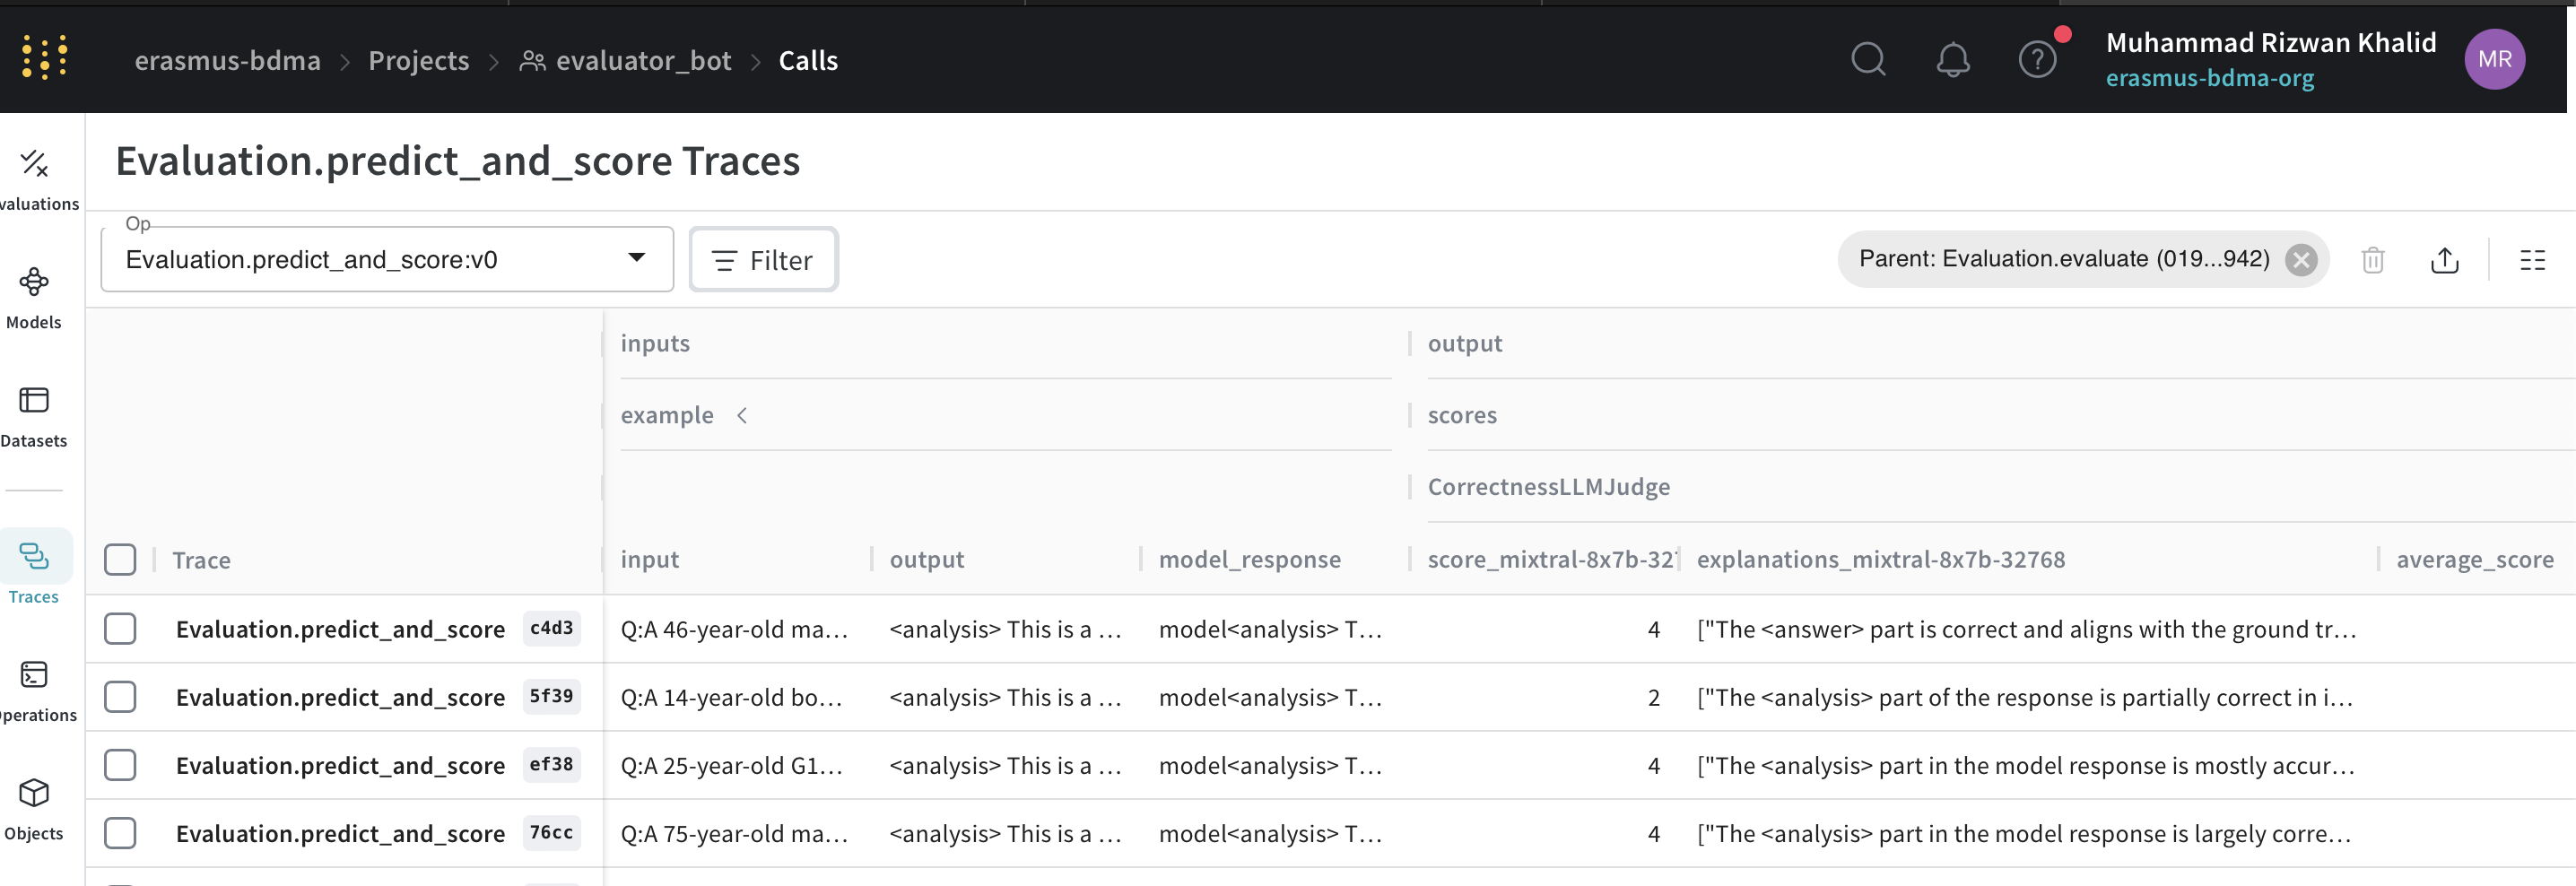 erasmus-bdma > Projects > evaluator_bot > Calls
Muhammad Rizwan Khalid
erasmus-bdma-org
MR
Evaluation.predict_and_score Traces
valuations
Models
Datasets
Traces
perations
Objects
Op
Evaluation.predict_and_score:v0
Filter
Parent: Evaluation.evaluate (019...942)
inputs output
example scores
CorrectnessLLMJudge
Trace input output model_response score_mixtral-8x7b-32 explanations_mixtral-8x7b-32768 average_score
Evaluation.predict_and_score c4d3 Q:A 46-year-old ma… <analysis> This is a … model<analysis> T… 4 ["The <answer> part is correct and aligns with the ground tr…
Evaluation.predict_and_score 5f39 Q:A 14-year-old bo… <analysis> This is a … model<analysis> T… 2 ["The <analysis> part of the response is partially correct in i…
Evaluation.predict_and_score ef38 Q:A 25-year-old G1… <analysis> This is a … model<analysis> T… 4 ["The <analysis> part in the model response is mostly accur…
Evaluation.predict_and_score 76cc Q:A 75-year-old ma… <analysis> This is a … model<analysis> T… 4 ["The <analysis> part in the model response is largely corre…